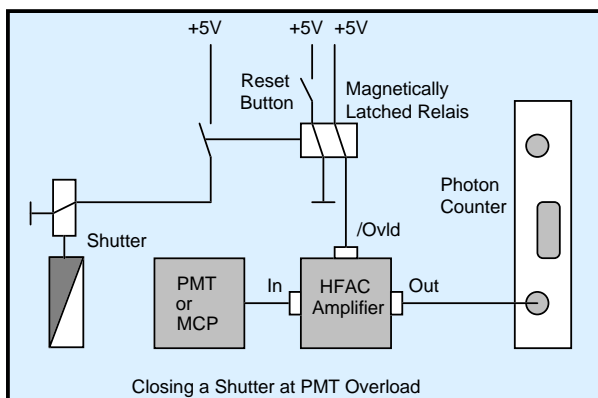 +5V
+5V
+5V
Reset
Button
Magnetically
Latched Relais
Photon
Counter
/Ovld
Shutter
PMT
or
MCP
In
HFAC
Amplifier
Out
Closing a Shutter at PMT Overload